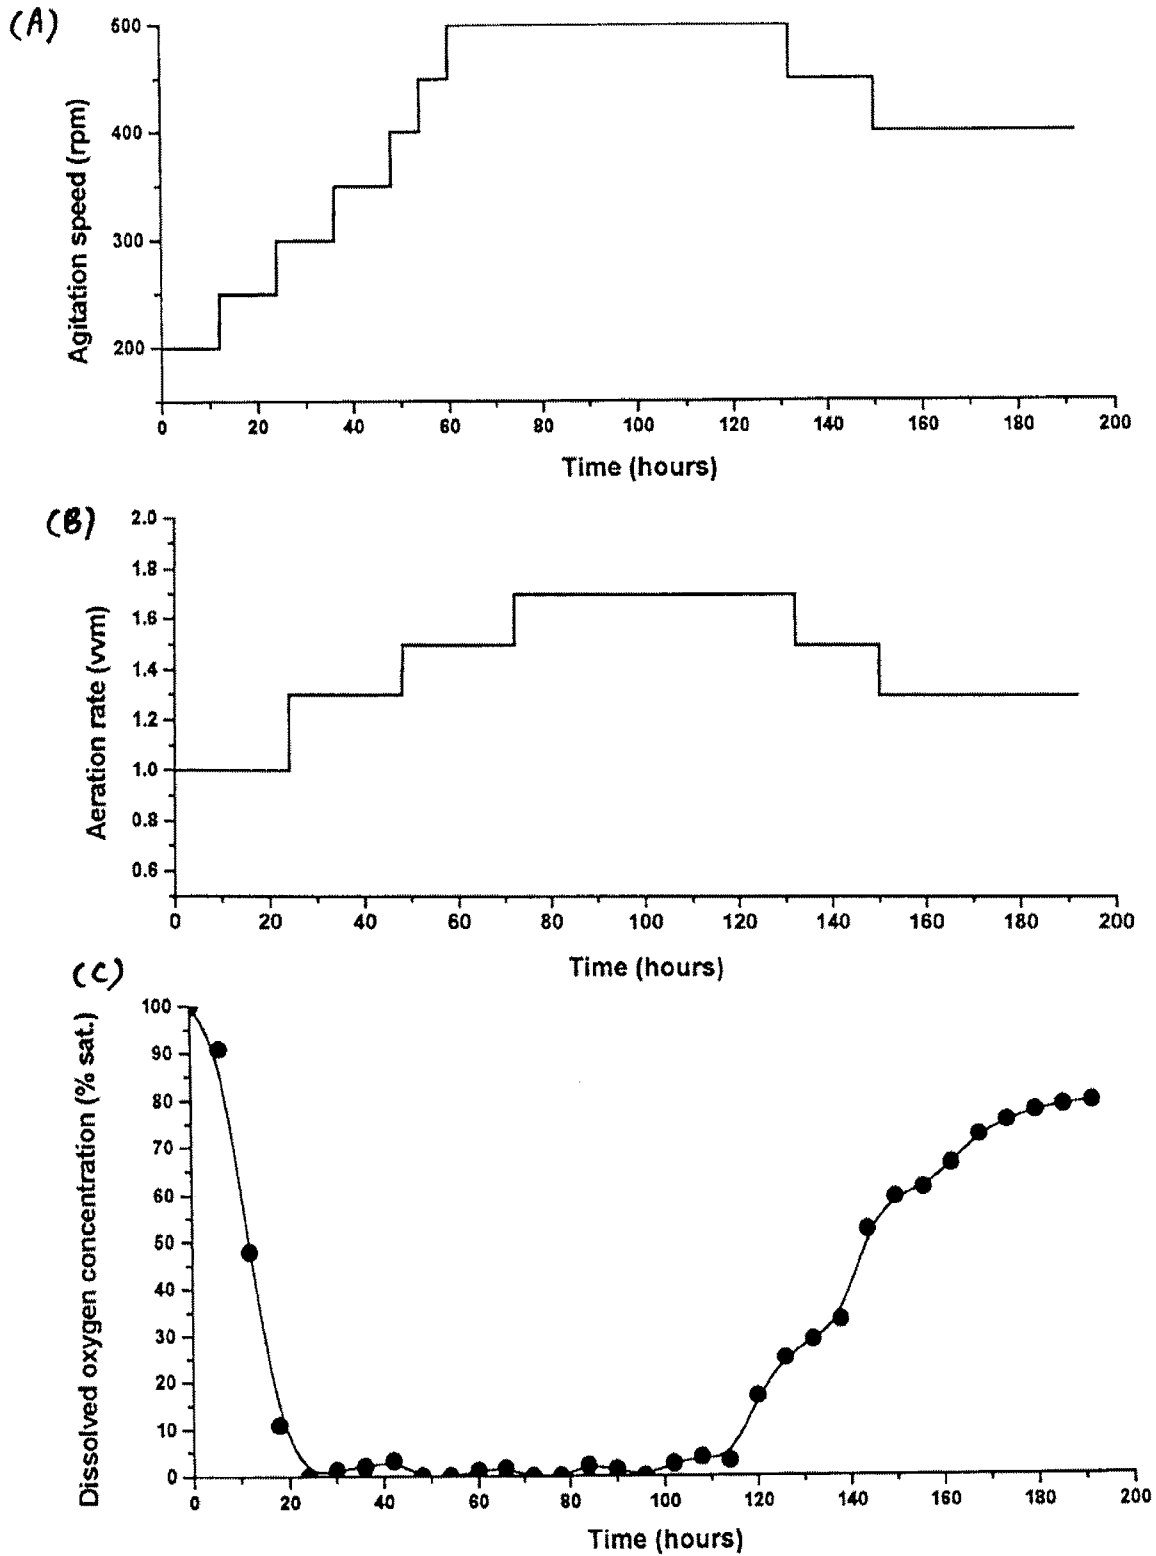 (A)
500
400
300
200
Agitation speed (rpm)
0 20 40 60 80 100 120 140 160 180 200
Time (hours)
(B)
2.0
1.8
1.6
1.4
1.2
1.0
0.8
0.6
Aeration rate (vvm)
0 20 40 60 80 100 120 140 160 180 200
Time (hours)
(C)
100
90
80
70
60
50
40
30
20
10
0
Dissolved oxygen concentration (% sat.)
0 20 40 60 80 100 120 140 160 180 200
Time (hours)